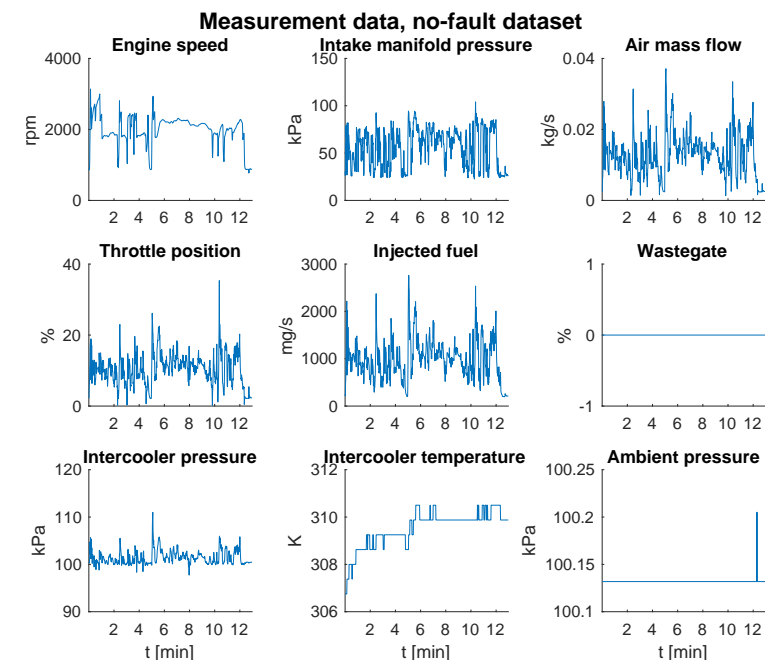 Measurement data, no-fault dataset
Engine speed
Intake manifold pressure
Air mass flow
4000
2000
0
rpm
2 4 6 8 10 12
150
100
50
0
kPa
2 4 6 8 10 12
0.04
0.02
0
kg/s
2 4 6 8 10 12
Throttle position
Injected fuel
Wastegate
40
20
0
%
2 4 6 8 10 12
3000
2000
1000
0
mg/s
2 4 6 8 10 12
1
0
-1
%
2 4 6 8 10 12
Intercooler pressure
Intercooler temperature
Ambient pressure
120
110
100
90
kPa
2 4 6 8 10 12
t [min]
312
310
308
306
K
2 4 6 8 10 12
t [min]
100.25
100.2
100.15
100.1
kPa
2 4 6 8 10 12
t [min]